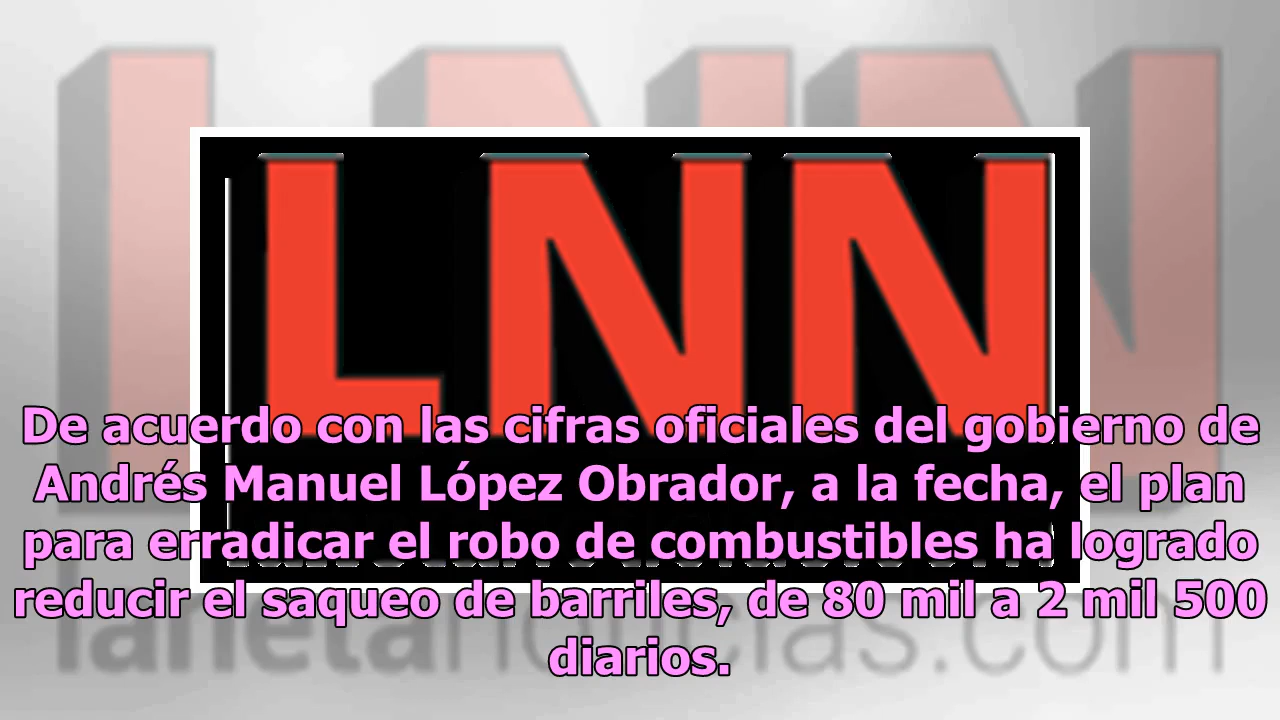 LNN
De acuerdo con las cifras oficiales del gobierno de
Andrés Manuel López Obrador, a la fecha, el plan
para erradicar el robo de combustibles ha logrado
reducir el saqueo de barriles, de 80 mil a 2 mil 500
diarios.